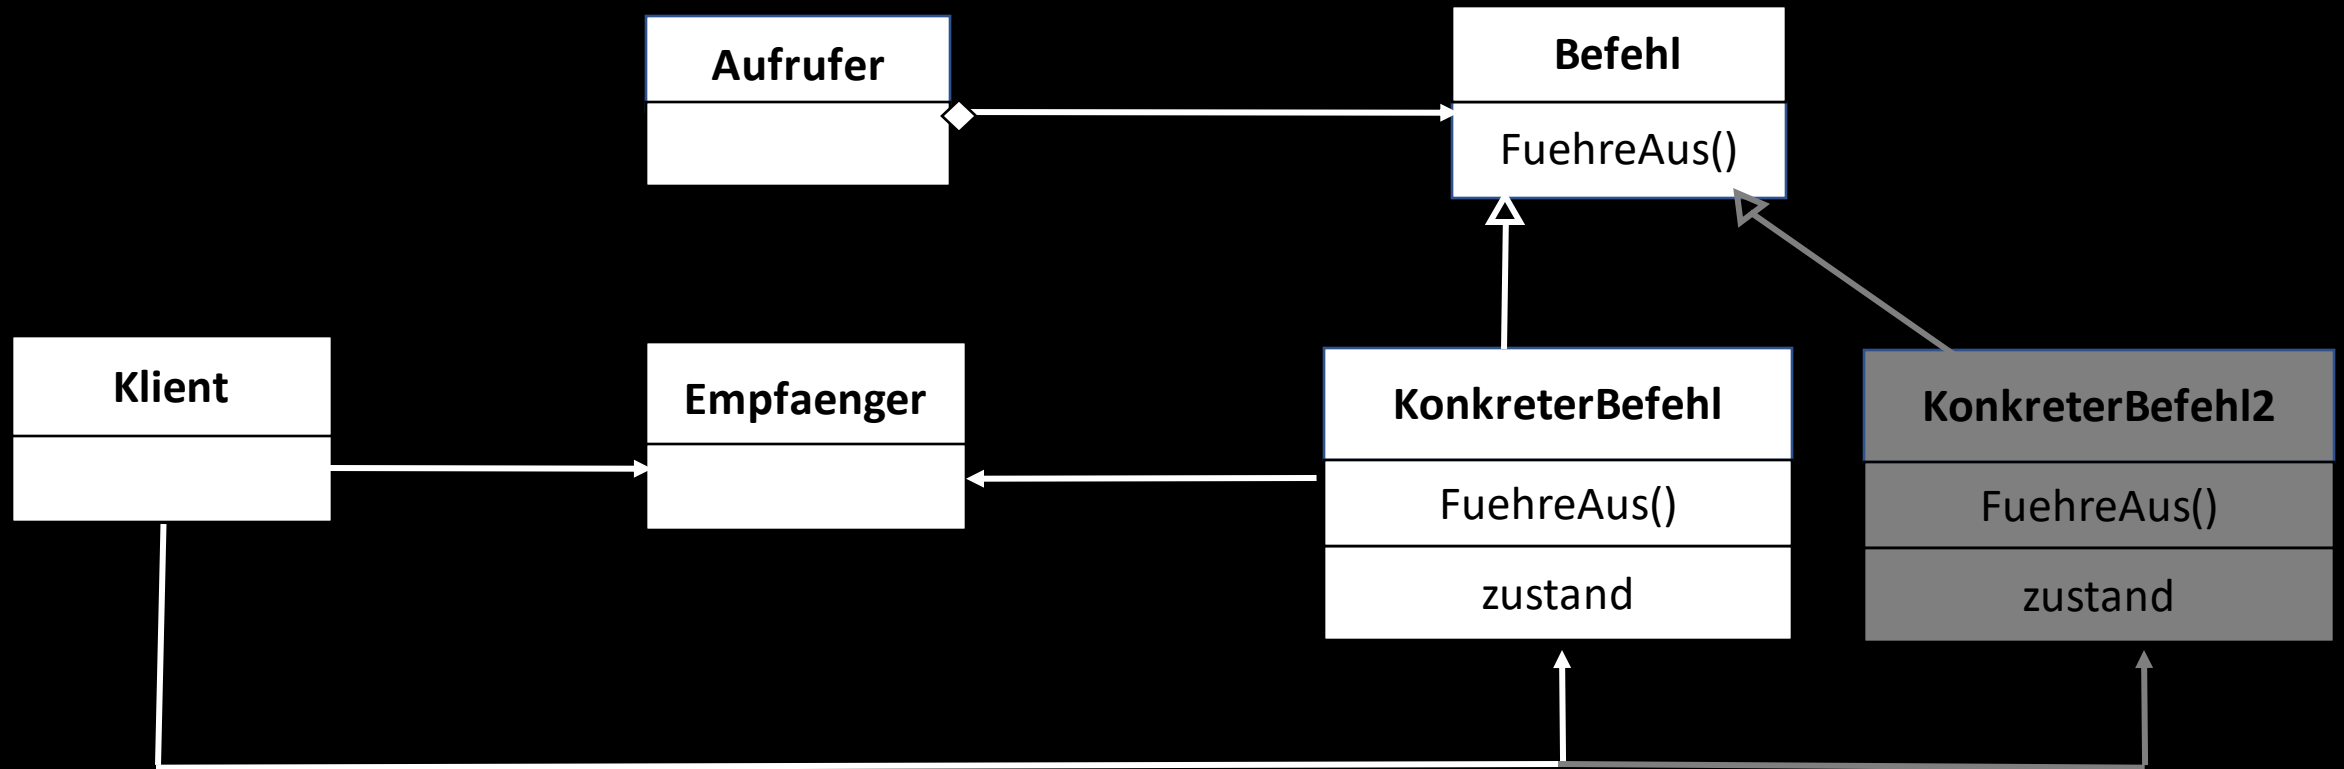 Aufrufer
Befehl
FuehreAus()
Klient
Empfaenger
KonkreterBefehl
FuehreAus()
zustand
KonkreterBefehl2
FuehreAus()
zustand